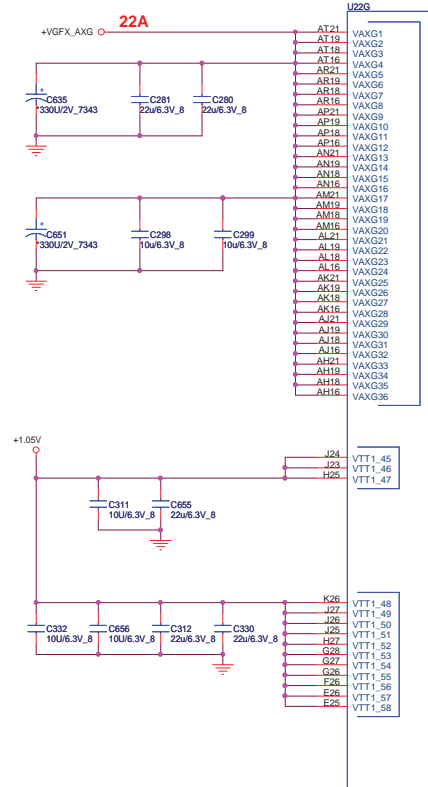 U22G
22A
+VGFX_AXG
AT21 VAXG1
AT19 VAXG2
AT18 VAXG3
AT16 VAXG4
AR21 VAXG5
AR19 VAXG6
AR18 VAXG7
AR16 VAXG8
AP21 VAXG9
AP19 VAXG10
AP18 VAXG11
AP16 VAXG12
AN21 VAXG13
AN19 VAXG14
AN18 VAXG15
AN16 VAXG16
AM21 VAXG17
AM19 VAXG18
AM18 VAXG19
AM16 VAXG20
AL21 VAXG21
AL19 VAXG22
AL18 VAXG23
AL16 VAXG24
AK21 VAXG25
AK19 VAXG26
AK18 VAXG27
AK16 VAXG28
AJ21 VAXG29
AJ19 VAXG30
AJ18 VAXG31
AJ16 VAXG32
AH21 VAXG33
AH19 VAXG34
AH18 VAXG35
AH16 VAXG36
+
C635
*330U/2V_7343
C281
22u/6.3V_8
C280
22u/6.3V_8
+
C651
*330U/2V_7343
C298
10u/6.3V_8
C299
10u/6.3V_8
+1.05V
J24 VTT1_45
J23 VTT1_46
H25 VTT1_47
C311
10U/6.3V_8
C655
22u/6.3V_8
K26 VTT1_48
J27 VTT1_49
J26 VTT1_50
J25 VTT1_51
H27 VTT1_52
G28 VTT1_53
G27 VTT1_54
G26 VTT1_55
F26 VTT1_56
E26 VTT1_57
E25 VTT1_58
C332
10U/6.3V_8
C656
10U/6.3V_8
C312
22u/6.3V_8
C330
22u/6.3V_8